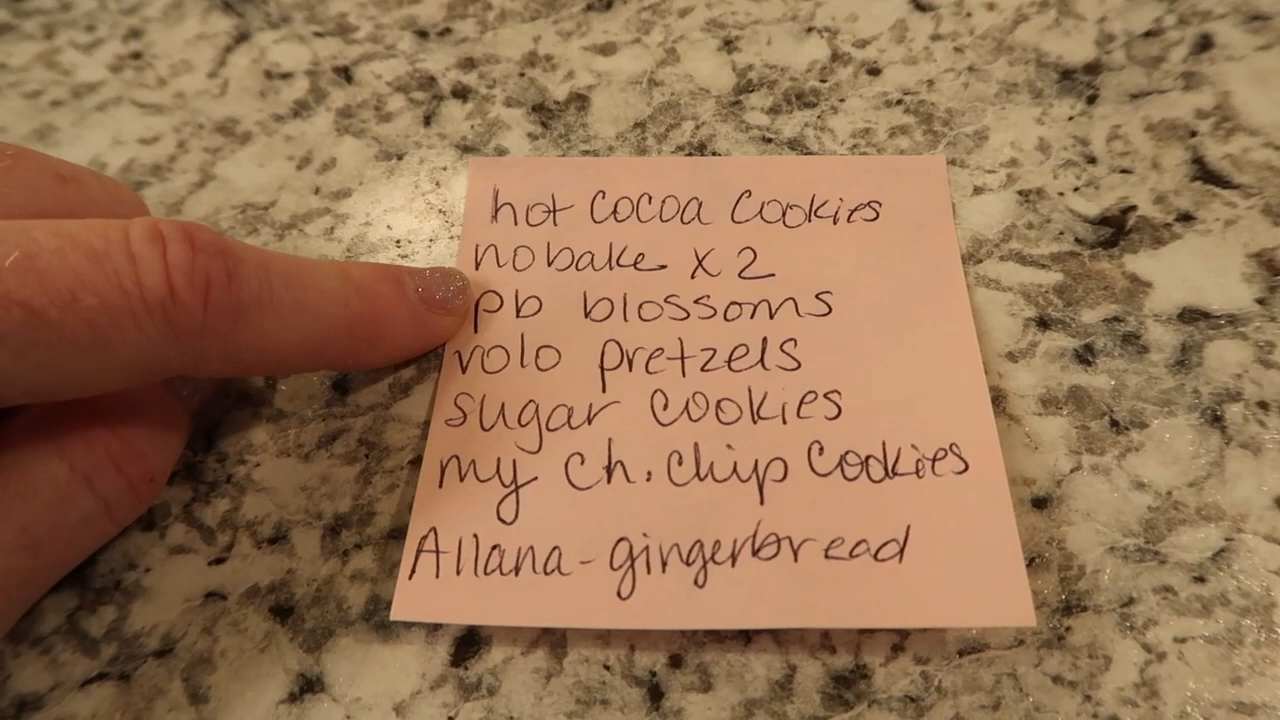 hot cocoa cookies
nobake x 2
pb blossoms
rolo pretzels
sugar cookies
my ch. chip cookies
Allana - gingerbread